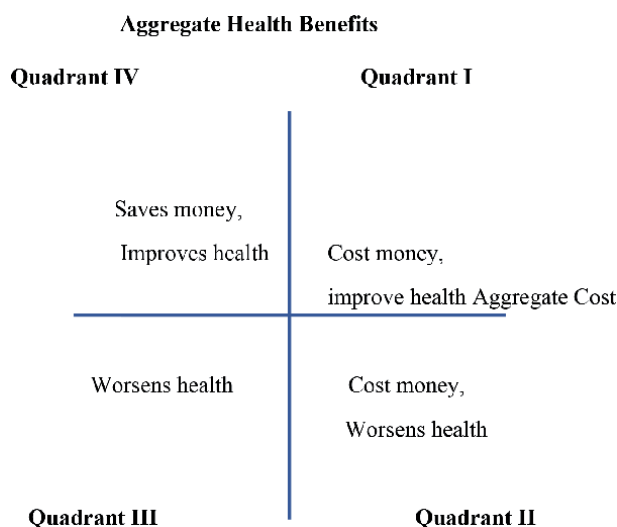 Aggregate Health Benefits
Quadrant IV
Quadrant I
Saves money,
Improves health
Cost money,
improve health Aggregate Cost
Worsens health
Cost money,
Worsens health
Quadrant III
Quadrant II